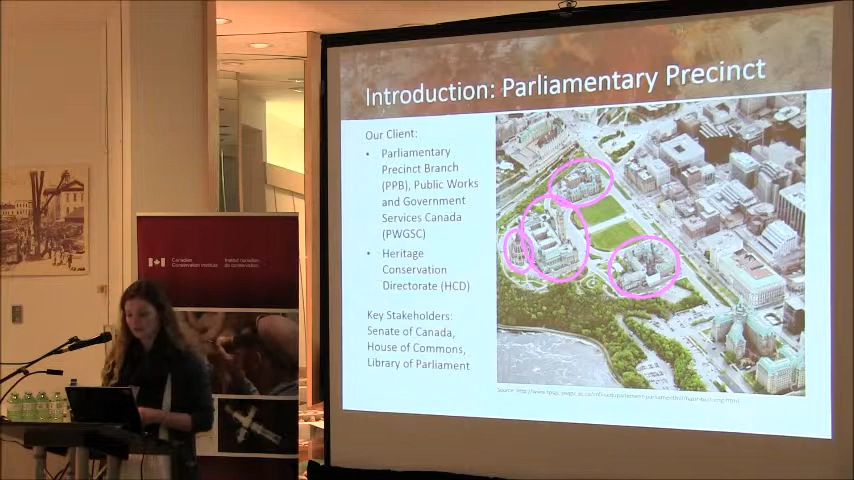 Introduction: Parliamentary Precinct
Our Client:
• Parliamentary
Precinct Branch
(PPB), Public Works
and Government
Services Canada
(PWGSC)
• Heritage
Conservation
Directorate (HCD)
Key Stakeholders:
Senate of Canada,
House of Commons,
Library of Parliament
Canadian Institut canadien
Conservation Institute de conservation